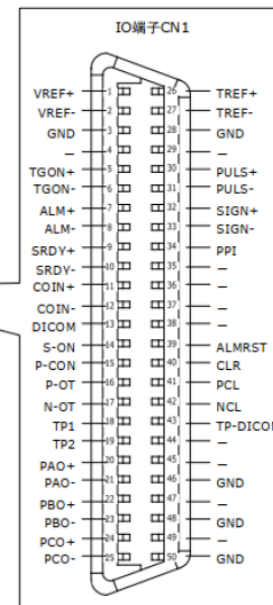 IO端子CN1
VREF+ 1 26 TREF+
VREF- 2 27 TREF-
GND 3 28 GND
— 4 29 —
TGON+ 5 30 PULS+
TGON- 6 31 PULS-
ALM+ 7 32 SIGN+
ALM- 8 33 SIGN-
SRDY+ 9 34 PPI
SRDY- 10 35 —
COIN+ 11 36 —
COIN- 12 37 —
DICOM 13 38 —
S-ON 14 39 ALMRST
P-CON 15 40 CLR
P-OT 16 41 PCL
N-OT 17 42 NCL
TP1 18 43 TP-DICOM
TP2 19 44 —
PAO+ 20 45 —
PAO- 21 46 GND
PBO+ 22 47 —
PBO- 23 48 GND
PCO+ 24 49 —
PCO- 25 50 GND